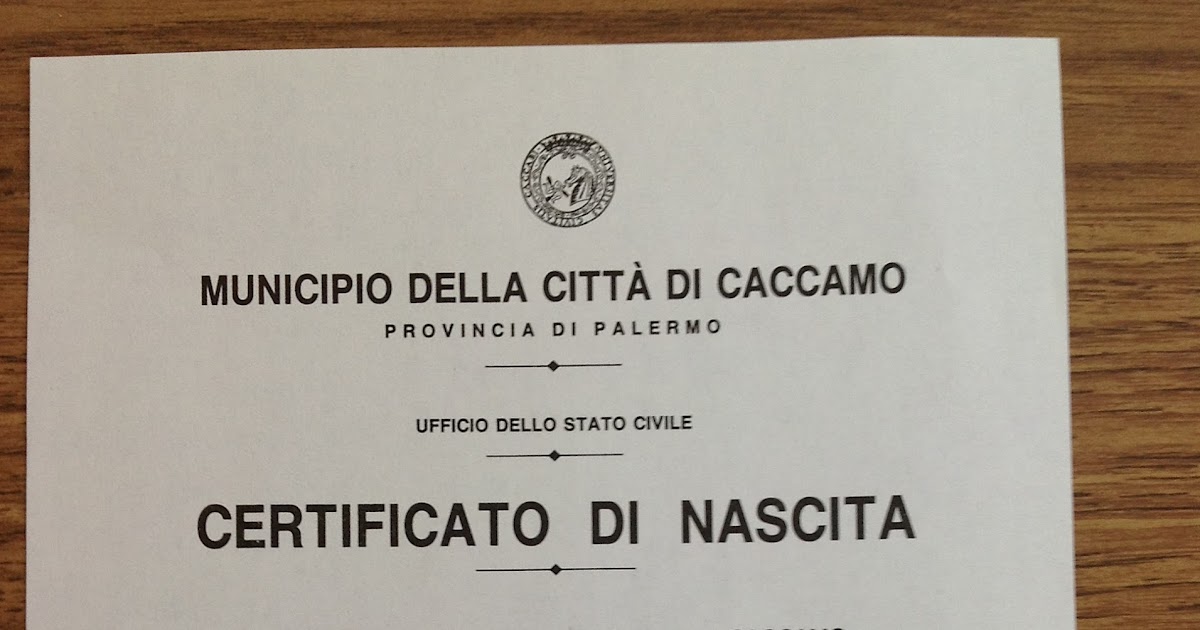 MUNICIPIO DELLA CITTÀ DI CACCAMO
PROVINCIA DI PALERMO
UFFICIO DELLO STATO CIVILE
CERTIFICATO DI NASCITA